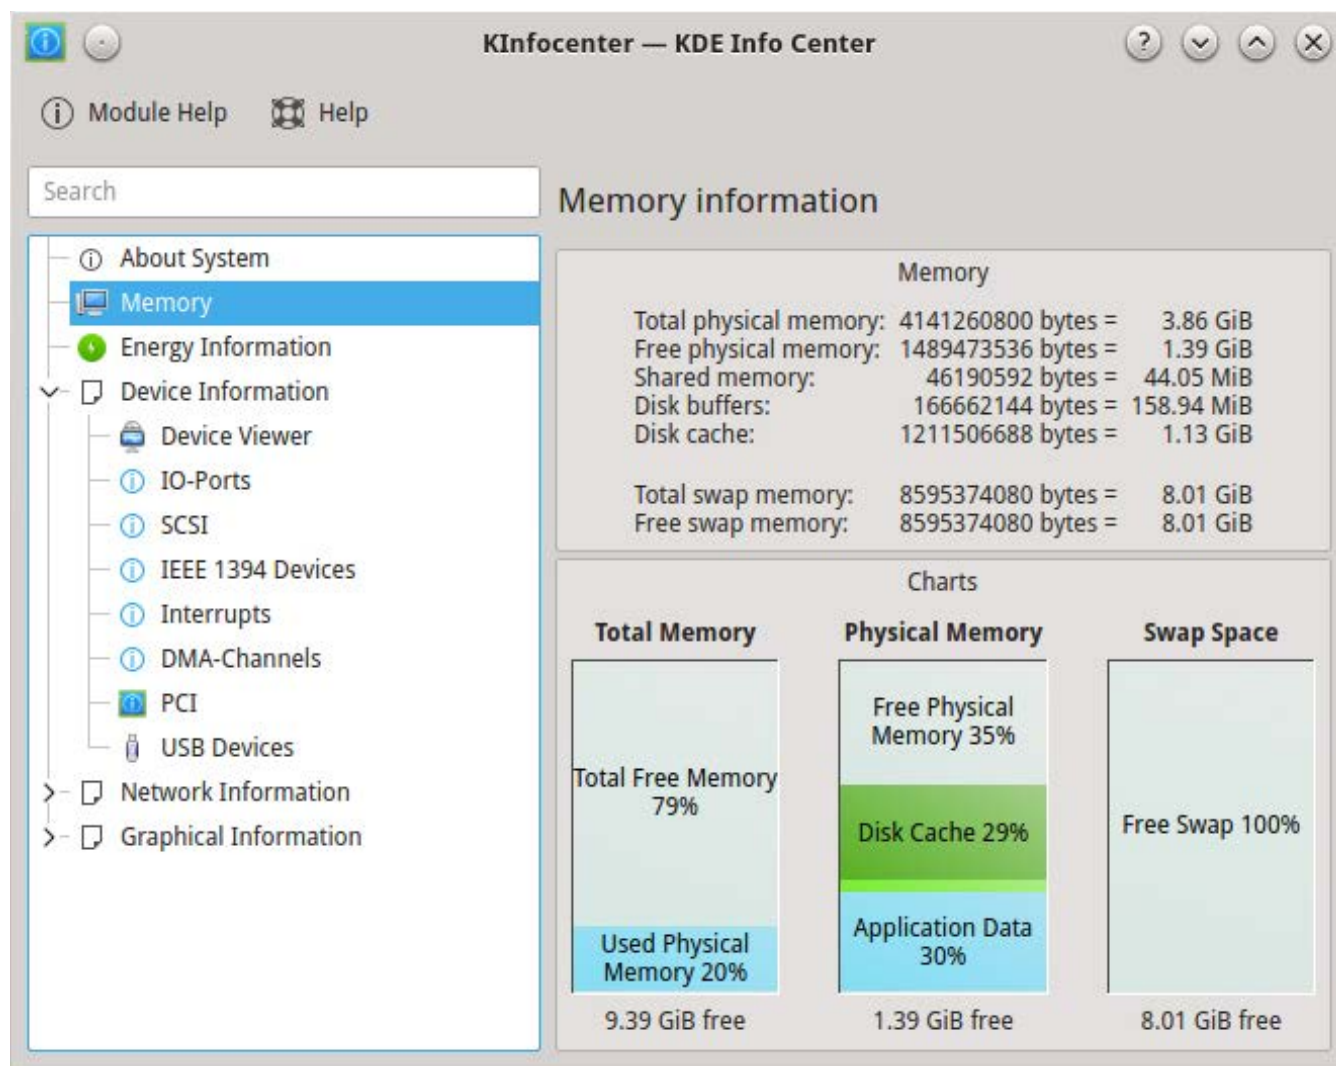 KInfocenter — KDE Info Center
Module Help Help
Search
About System
Memory
Energy Information
Device Information
Device Viewer
IO-Ports
SCSI
IEEE 1394 Devices
Interrupts
DMA-Channels
PCI
USB Devices
Network Information
Graphical Information
Memory information
Memory
Total physical memory: 4141260800 bytes = 3.86 GiB
Free physical memory: 1489473536 bytes = 1.39 GiB
Shared memory: 46190592 bytes = 44.05 MiB
Disk buffers: 166662144 bytes = 158.94 MiB
Disk cache: 1211506688 bytes = 1.13 GiB
Total swap memory: 8595374080 bytes = 8.01 GiB
Free swap memory: 8595374080 bytes = 8.01 GiB
Charts
Total Memory
Total Free Memory
79%
Used Physical
Memory 20%
9.39 GiB free
Physical Memory
Free Physical
Memory 35%
Disk Cache 29%
Application Data
30%
1.39 GiB free
Swap Space
Free Swap 100%
8.01 GiB free